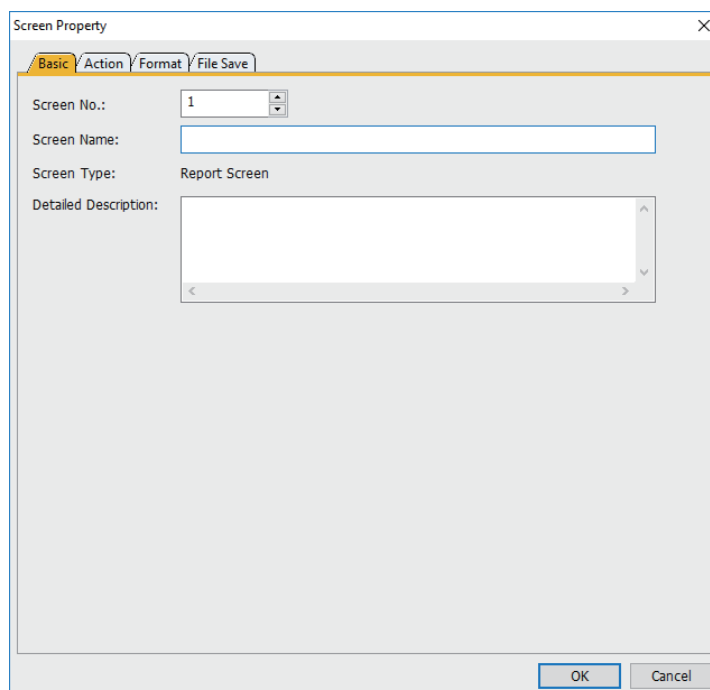 Screen Property
Basic Action Format File Save
Screen No.: 1
Screen Name:
Screen Type: Report Screen
Detailed Description:
OK Cancel